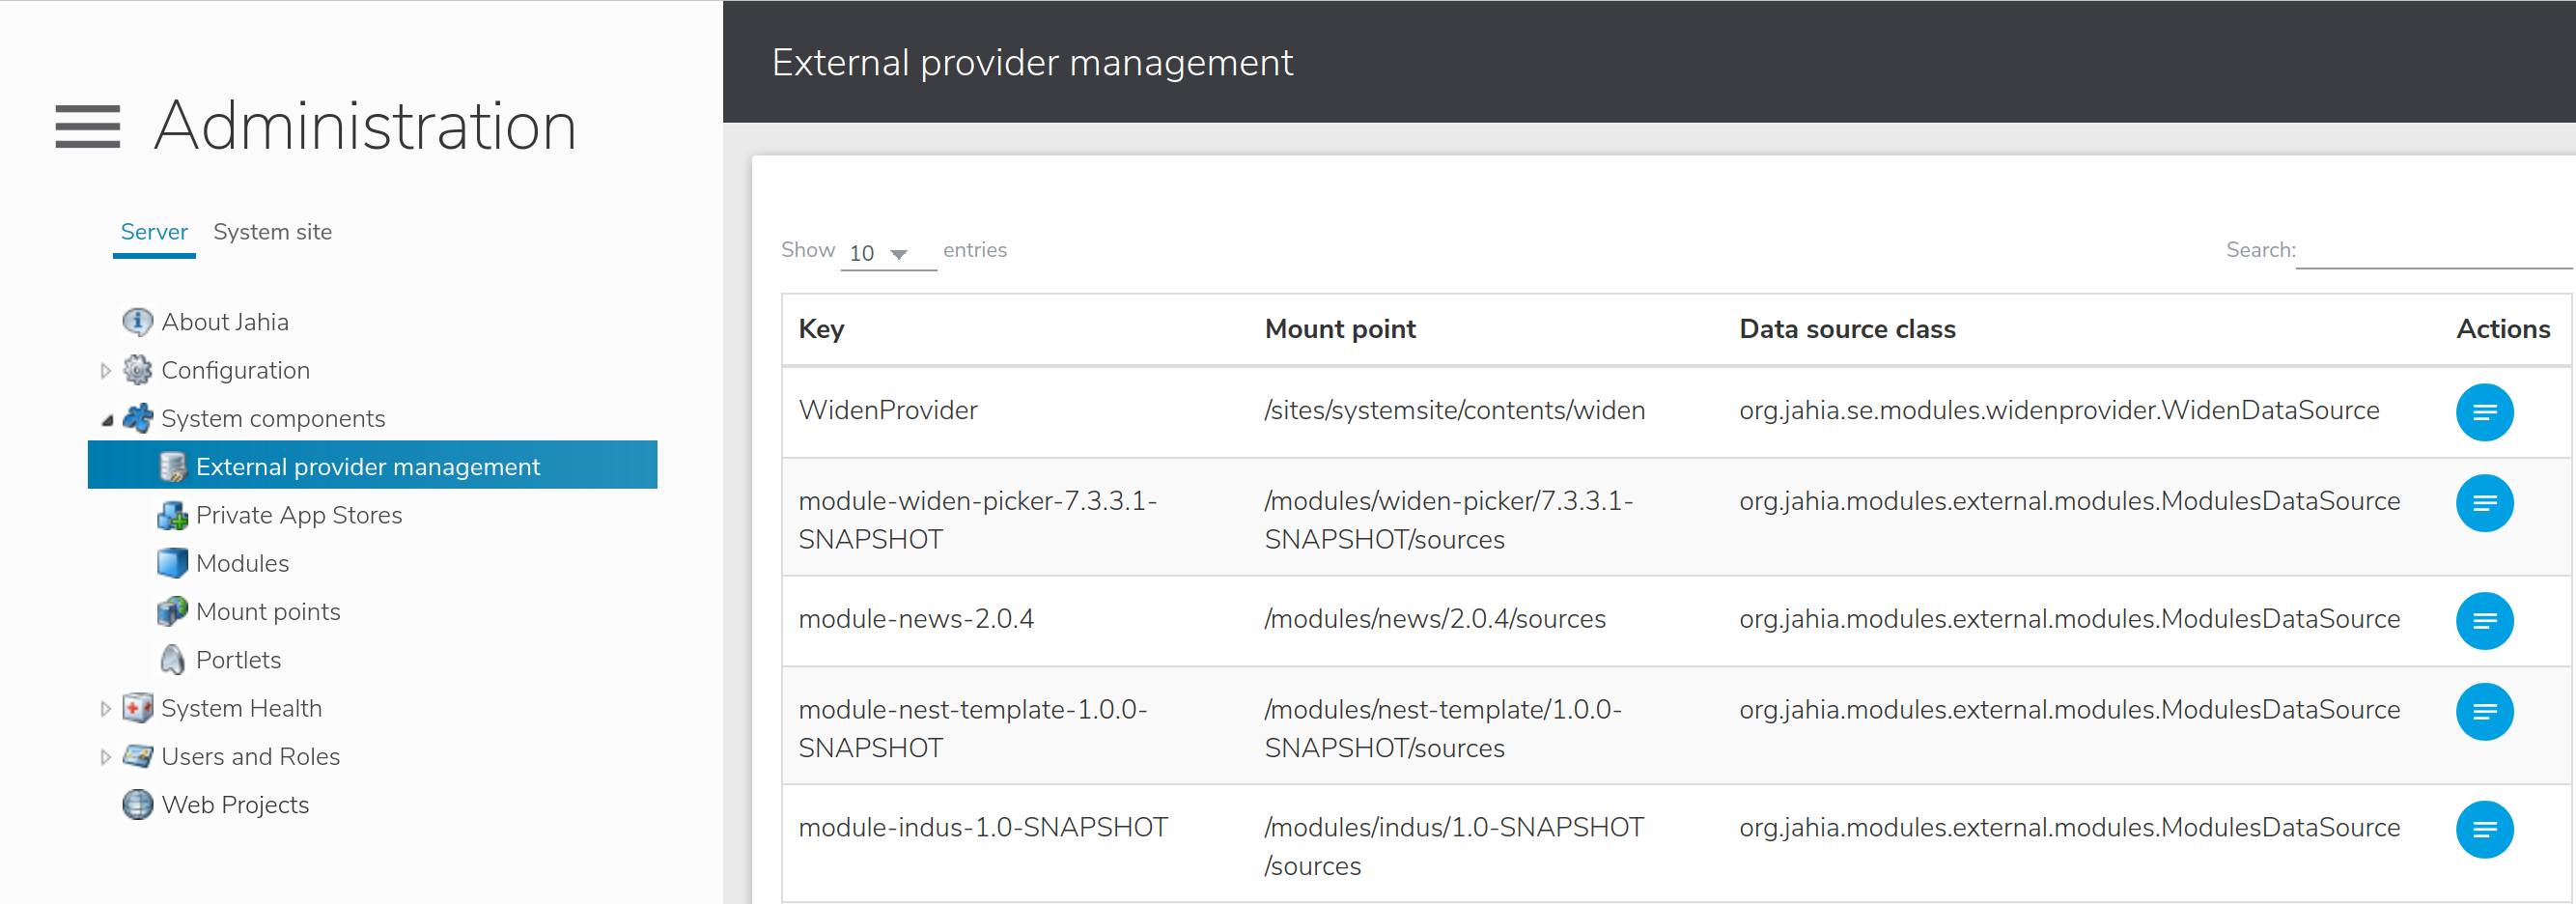 Administration
Server System site
About Jahia
Configuration
System components
External provider management
Private App Stores
Modules
Mount points
Portlets
System Health
Users and Roles
Web Projects
External provider management
Show 10 entries Search:
Key Mount point Data source class Actions
WidenProvider /sites/systemsite/contents/widen org.jahia.se.modules.widenprovider.WidenDataSource
module-widen-picker-7.3.3.1- /modules/widen-picker/7.3.3.1- org.jahia.modules.external.modules.ModulesDataSource
SNAPSHOT SNAPSHOT/sources
module-news-2.0.4 /modules/news/2.0.4/sources org.jahia.modules.external.modules.ModulesDataSource
module-nest-template-1.0.0- /modules/nest-template/1.0.0- org.jahia.modules.external.modules.ModulesDataSource
SNAPSHOT SNAPSHOT/sources
module-indus-1.0-SNAPSHOT /modules/indus/1.0-SNAPSHOT org.jahia.modules.external.modules.ModulesDataSource
/sources